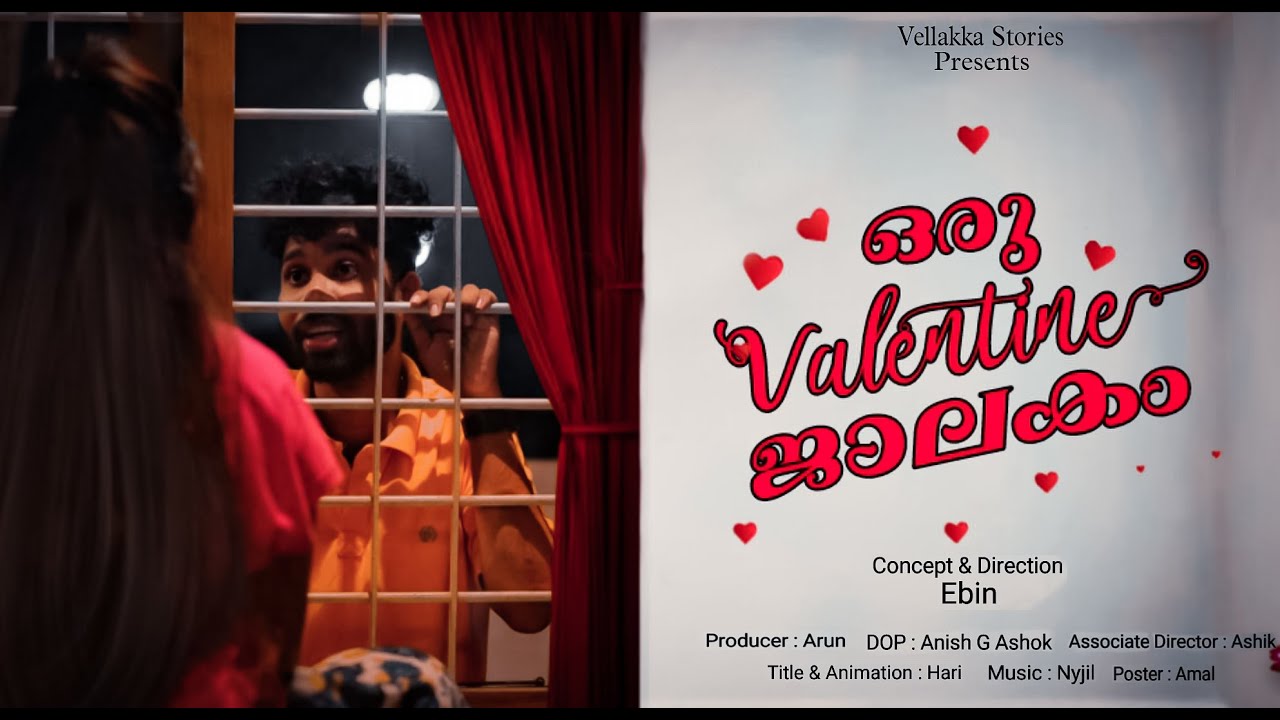 Vellakka Stories
Presents
ഒരു
Valentine
ജാലകാ
Concept & Direction
Ebin
Producer : Arun DOP : Anish G Ashok Associate Director : Ashik
Title & Animation : Hari Music : Nyjil Poster : Amal